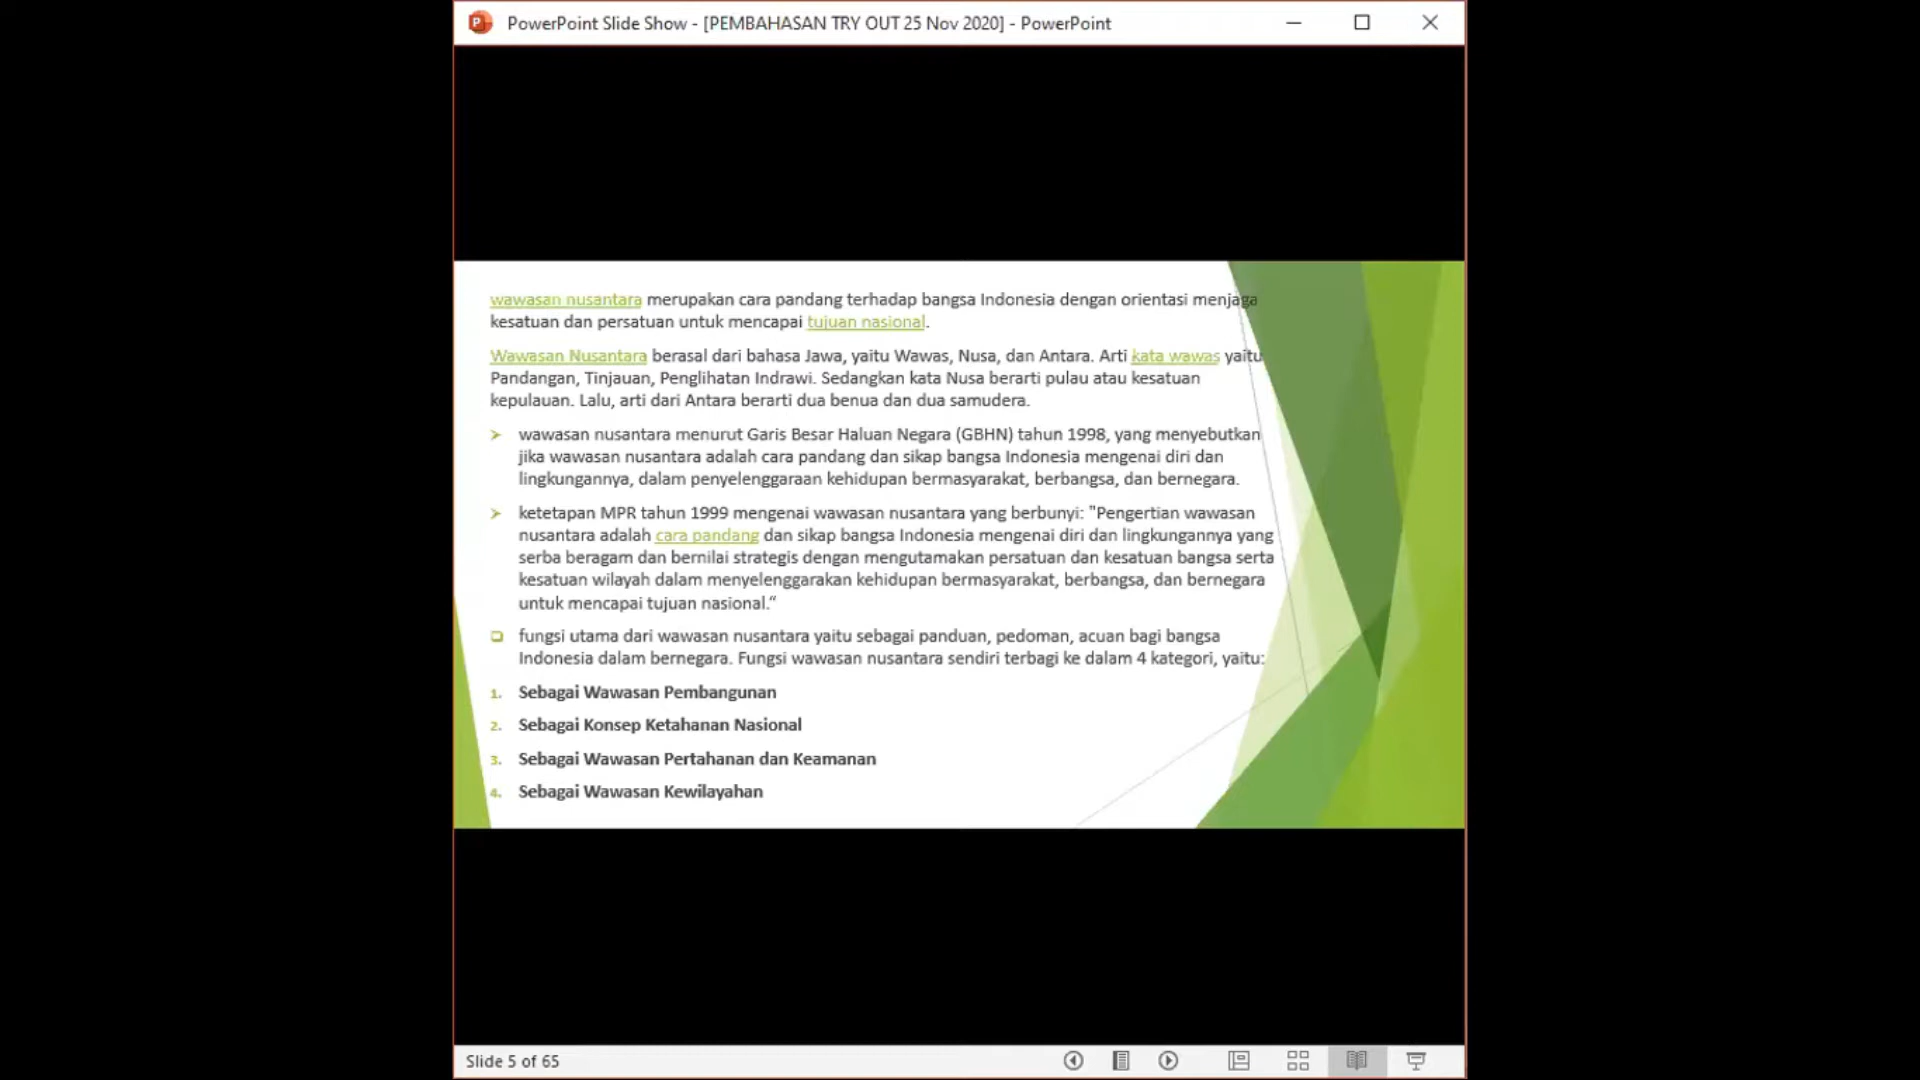 PowerPoint Slide Show - [PEMBAHASAN TRY OUT 25 Nov 2020] - PowerPoint
wawasan nusantara merupakan cara pandang terhadap bangsa Indonesia dengan orientasi menjaga
kesatuan dan persatuan untuk mencapai tujuan nasional.
Wawasan Nusantara berasal dari bahasa Jawa, yaitu Wawas, Nusa, dan Antara. Arti kata wawas yaitu
Pandangan, Tinjauan, Penglihatan Indrawi. Sedangkan kata Nusa berarti pulau atau kesatuan
kepulauan. Lalu, arti dari Antara berarti dua benua dan dua samudera.
➢ wawasan nusantara menurut Garis Besar Haluan Negara (GBHN) tahun 1998, yang menyebutkan
jika wawasan nusantara adalah cara pandang dan sikap bangsa Indonesia mengenai diri dan
lingkungannya, dalam penyelenggaraan kehidupan bermasyarakat, berbangsa, dan bernegara.
➢ ketetapan MPR tahun 1999 mengenai wawasan nusantara yang berbunyi: "Pengertian wawasan
nusantara adalah cara pandang dan sikap bangsa Indonesia mengenai diri dan lingkungannya yang
serba beragam dan bernilai strategis dengan mengutamakan persatuan dan kesatuan bangsa serta
kesatuan wilayah dalam menyelenggarakan kehidupan bermasyarakat, berbangsa, dan bernegara
untuk mencapai tujuan nasional.“
❑ fungsi utama dari wawasan nusantara yaitu sebagai panduan, pedoman, acuan bagi bangsa
Indonesia dalam bernegara. Fungsi wawasan nusantara sendiri terbagi ke dalam 4 kategori, yaitu:
1. Sebagai Wawasan Pembangunan
2. Sebagai Konsep Ketahanan Nasional
3. Sebagai Wawasan Pertahanan dan Keamanan
4. Sebagai Wawasan Kewilayahan
Slide 5 of 65